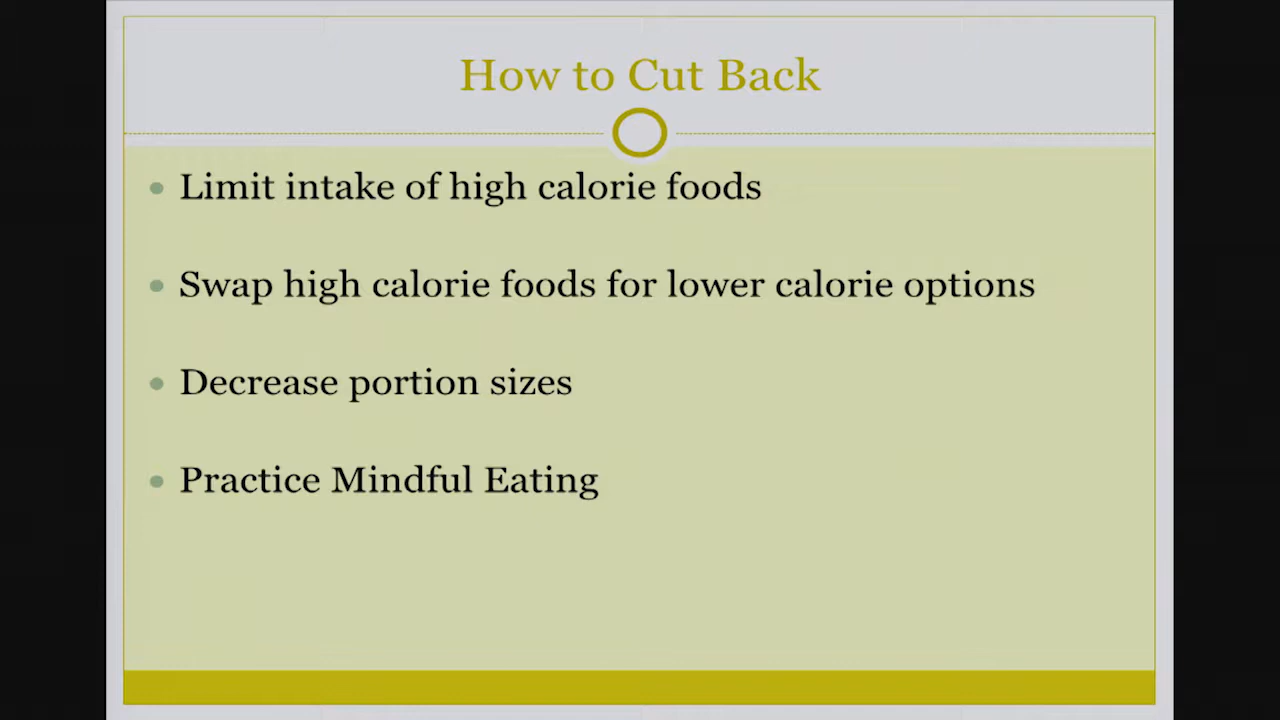 How to Cut Back
• Limit intake of high calorie foods
• Swap high calorie foods for lower calorie options
• Decrease portion sizes
• Practice Mindful Eating